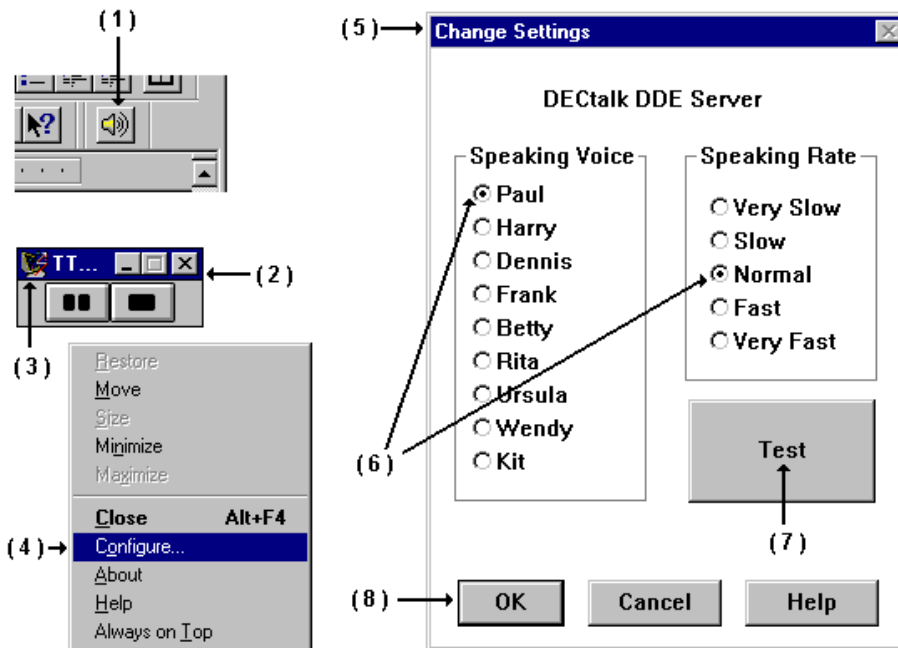 ( 1 )
?
TT...
( 2 )
( 3 )
Restore
Move
Size
Minimize
Maximize
Close Alt+F4
( 4 )
Configure...
About
Help
Always on Top
( 5 )
Change Settings
DECtalk DDE Server
Speaking Voice
Paul
Harry
Dennis
Frank
Betty
Rita
Ursula
Wendy
Kit
Speaking Rate
Very Slow
Slow
Normal
Fast
Very Fast
( 6 )
Test
( 7 )
( 8 )
OK
Cancel
Help